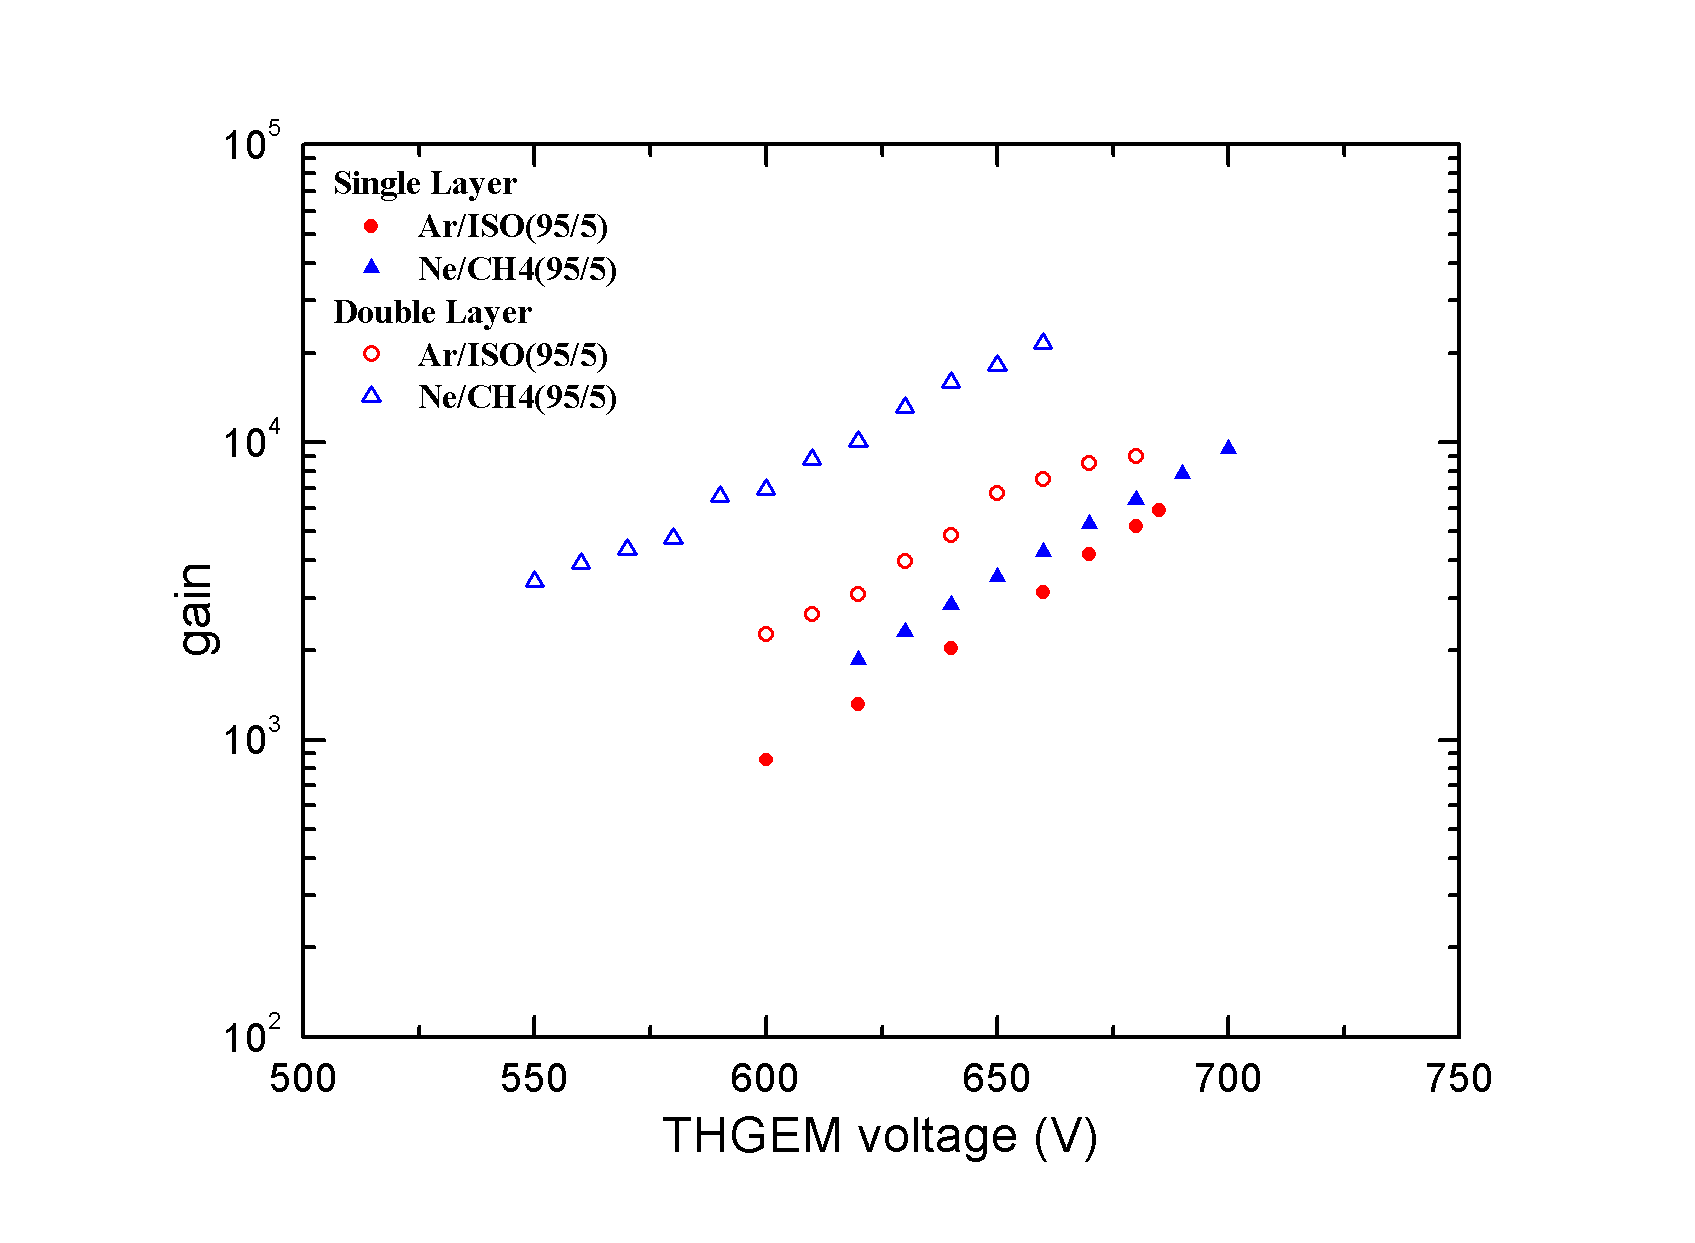 10^5
Single Layer
Ar/ISO(95/5)
Ne/CH4(95/5)
Double Layer
Ar/ISO(95/5)
Ne/CH4(95/5)
10^4
gain
10^3
10^2
500 550 600 650 700 750
THGEM voltage (V)